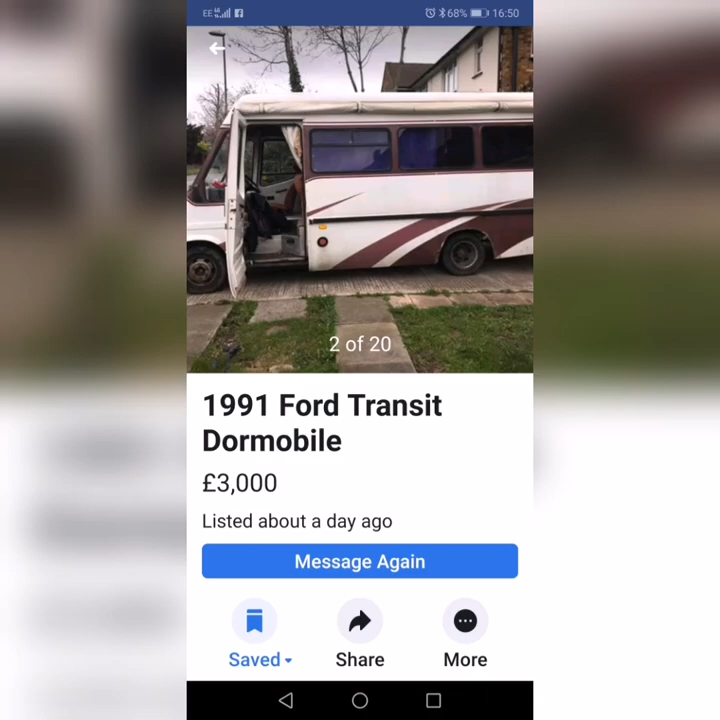 EE 68% 16:50
2 of 20
1991 Ford Transit
Dormobile
£3,000
Listed about a day ago
Message Again
Saved
Share
More